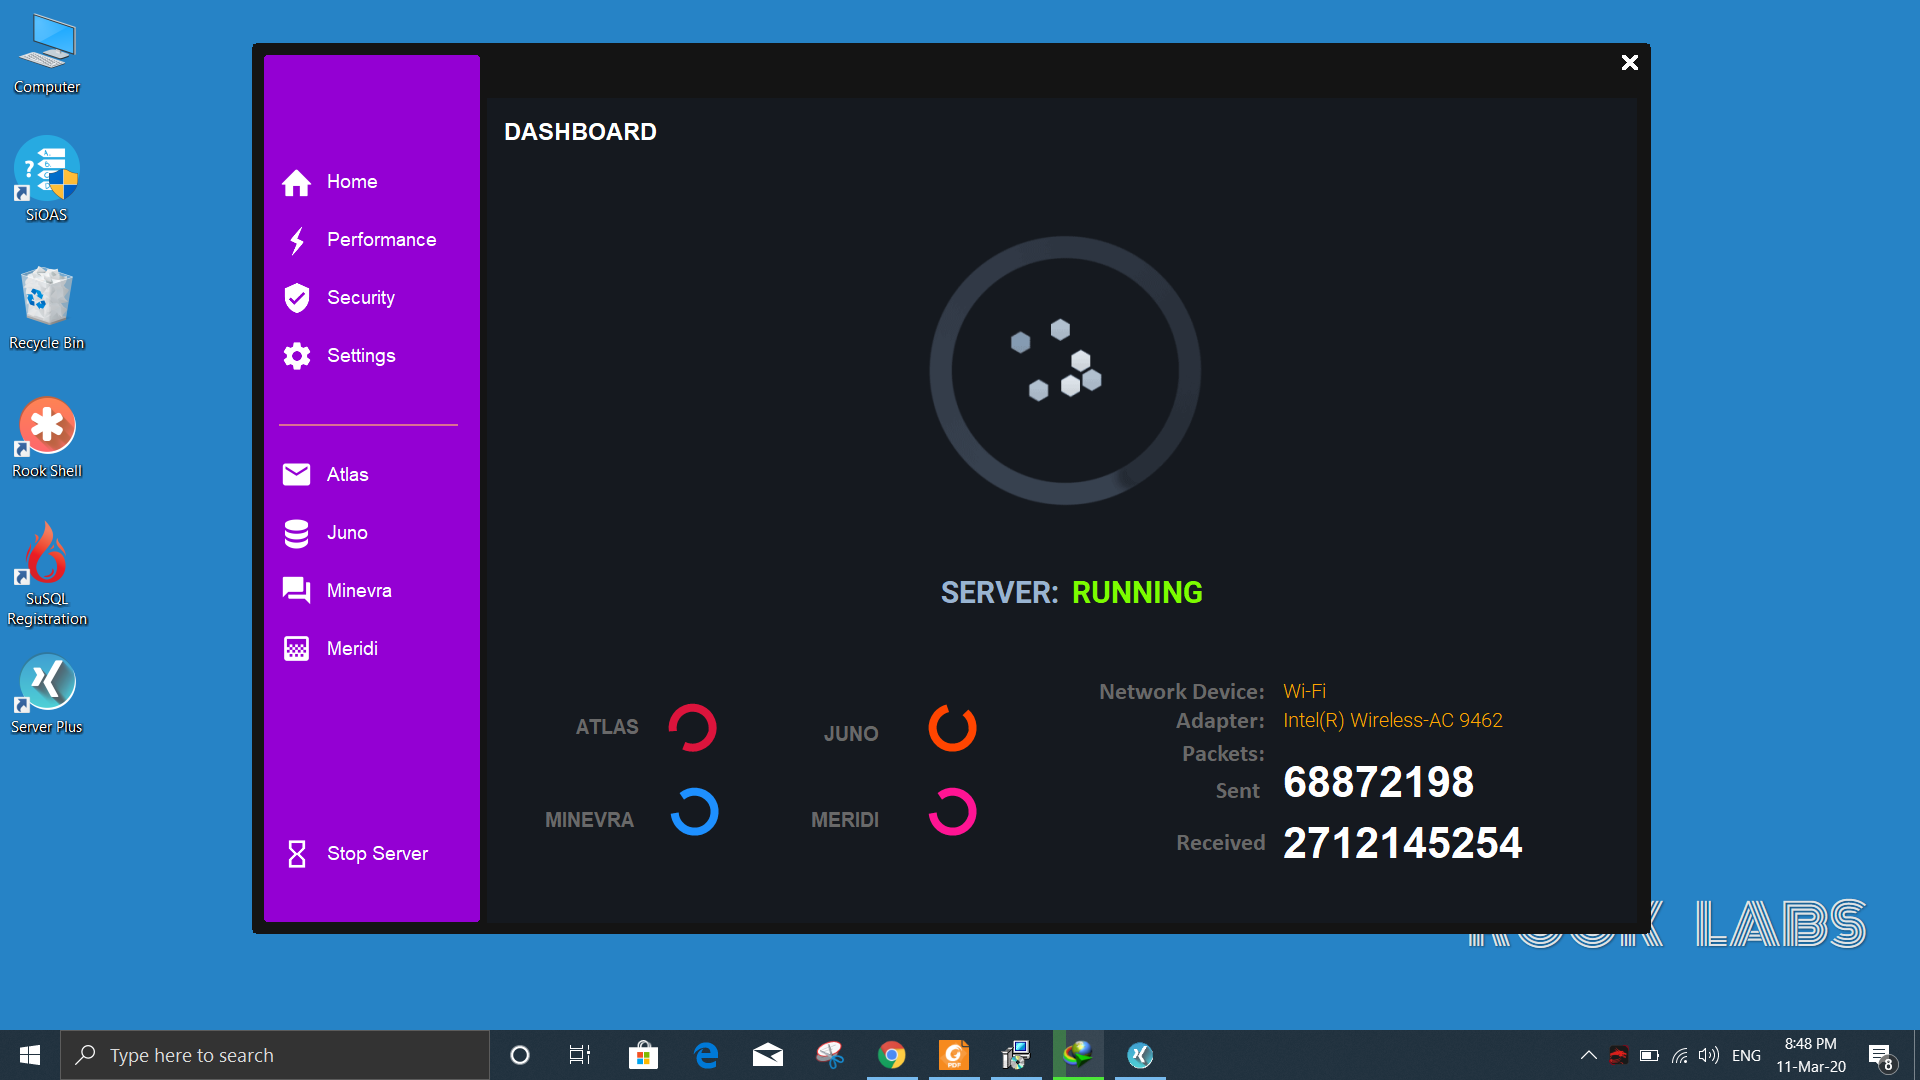 Computer
SiOAS
Recycle Bin
Rook Shell
SuSQL
Registration
Server Plus
Home
Performance
Security
Settings
Atlas
Juno
Minevra
Meridi
Stop Server
DASHBOARD
SERVER: RUNNING
ATLAS
JUNO
MINEVRA
MERIDI
Network Device: Wi-Fi
Adapter: Intel(R) Wireless-AC 9462
Packets:
Sent 68872198
Received 2712145254
ROOK LABS
Type here to search
PDF
ENG
8:48 PM
11-Mar-20
8